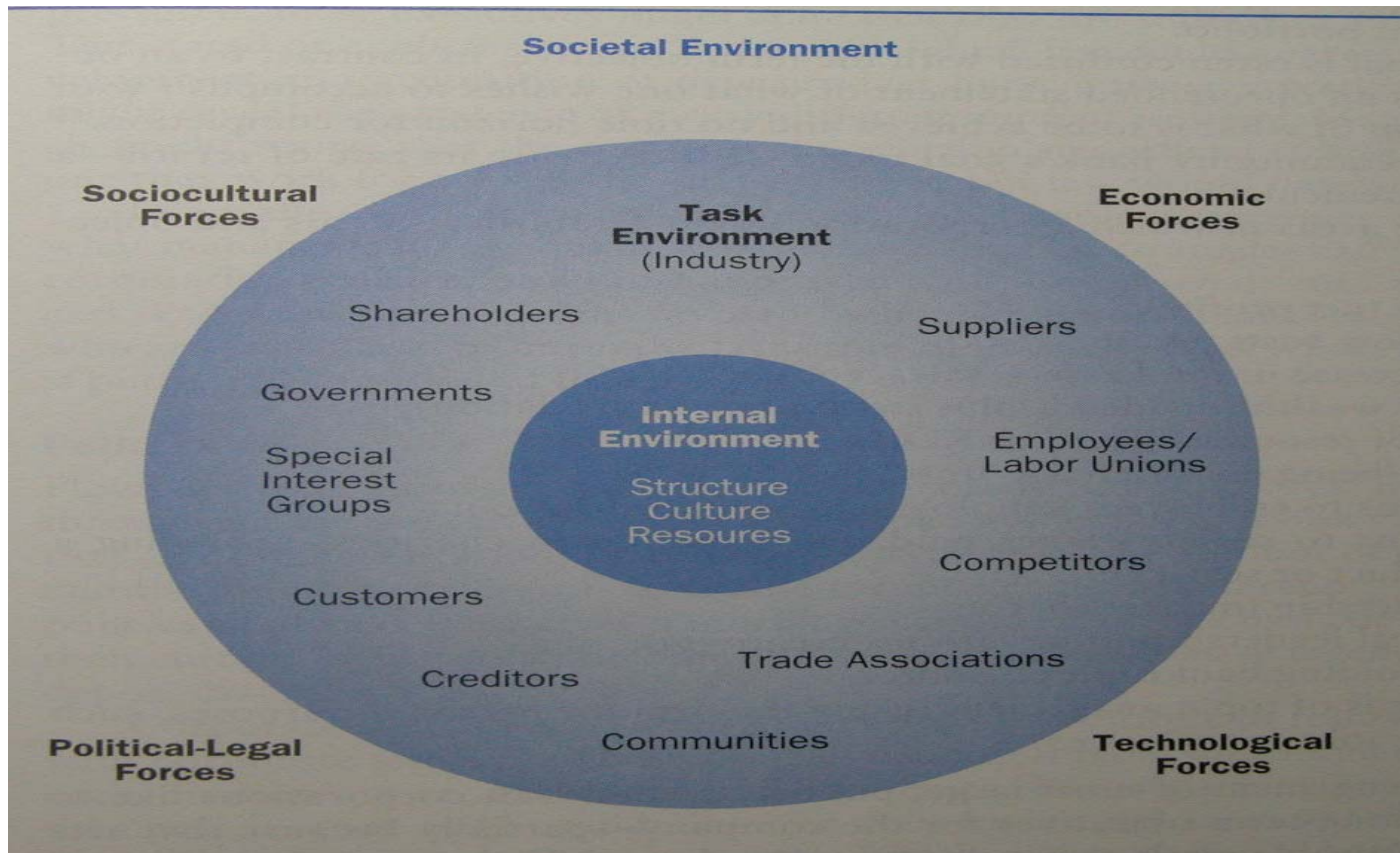 Societal Environment
Sociocultural
Forces
Economic
Forces
Task
Environment
(Industry)
Shareholders
Suppliers
Governments
Internal
Environment
Employees/
Labor Unions
Special
Interest
Groups
Structure
Culture
Resoures
Competitors
Customers
Trade Associations
Creditors
Communities
Political-Legal
Forces
Technological
Forces